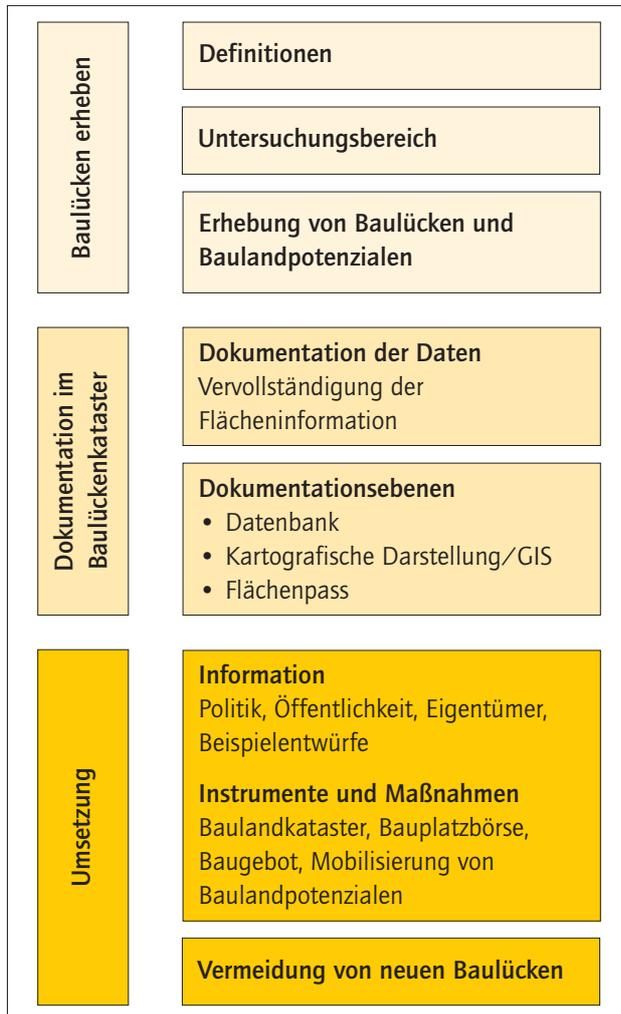 Baulücken erheben
Definitionen
Untersuchungsbereich
Erhebung von Baulücken und
Baulandpotenzialen
Dokumentation im
Baulückenkataster
Dokumentation der Daten
Vervollständigung der
Flächeninformation
Dokumentationsebenen
• Datenbank
• Kartografische Darstellung/GIS
• Flächenpass
Umsetzung
Information
Politik, Öffentlichkeit, Eigentümer,
Beispielentwürfe
Instrumente und Maßnahmen
Baulandkataster, Bauplatzbörse,
Baugebot, Mobilisierung von
Baulandpotenzialen
Vermeidung von neuen Baulücken